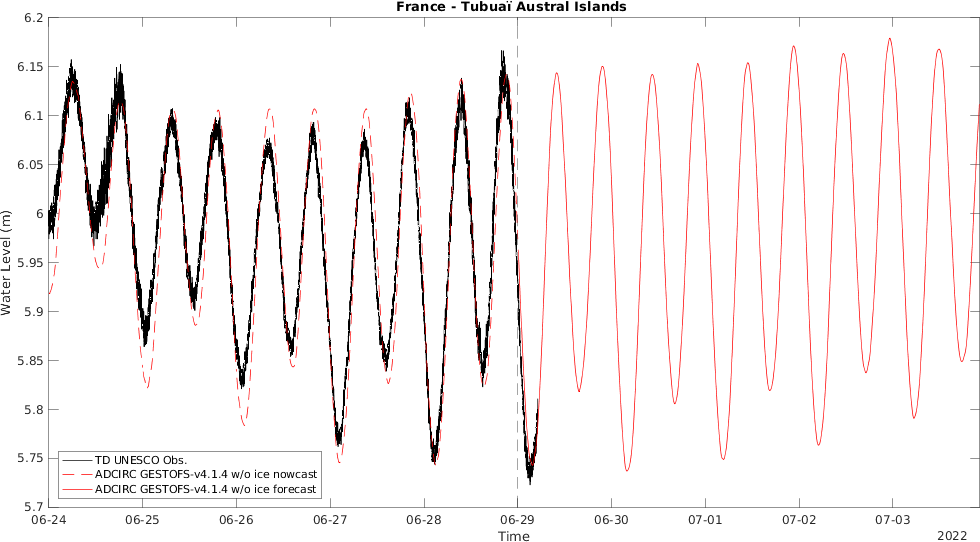 France - Tubuaï Austral Islands
6.2
6.15
6.1
6.05
6
5.95
5.9
5.85
5.8
5.75
5.7
Water Level (m)
TD UNESCO Obs.
ADCIRC GESTOFS-v4.1.4 w/o ice nowcast
ADCIRC GESTOFS-v4.1.4 w/o ice forecast
06-24 06-25 06-26 06-27 06-28 06-29 06-30 07-01 07-02 07-03
Time
2022